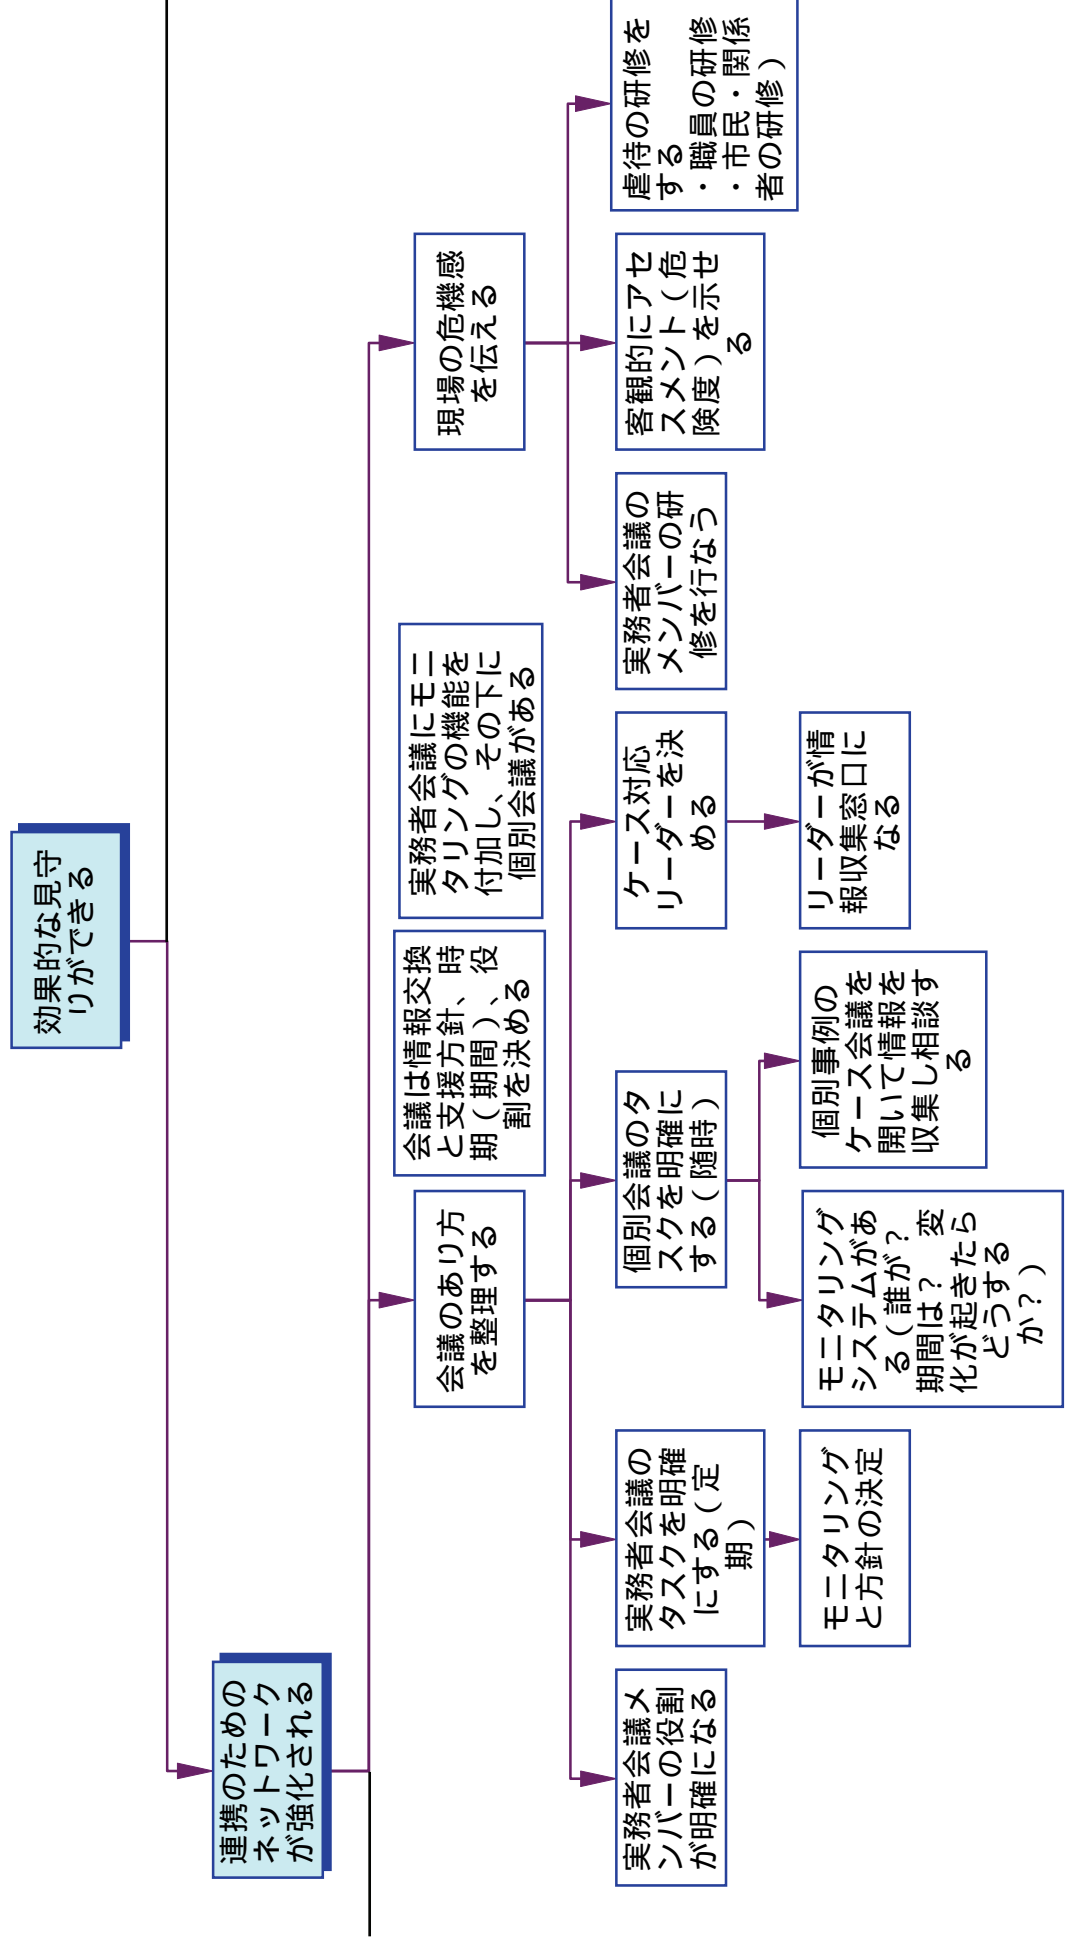 効果的な見守
りができる
連携のための
ネットワーク
が強化される
会議のあり方
を整理する
会議は情報交換
と支援方針、時
期（期間）、役
割を決める
実務者会議にモニ
タリングの機能を
付加し、その下に
個別会議がある
現場の危機感
を伝える
実務者会議メ
ンバーの役割
が明確になる
実務者会議の
タスクを明確
にする（定
期）
個別会議のタ
スクを明確に
する（随時）
ケース対応
リーダーを決
める
実務者会議の
メンバーの研
修を行なう
客観的にアセ
スメント（危
険度）を示せ
る
虐待の研修を
する
・職員の研修
・市民・関係
者の研修）
モニタリング
と方針の決定
モニタリング
システムがあ
る（誰が？
期間は？　変
化が起きたら
どうする
か？）
個別事例の
ケース会議を
開いて情報を
収集し相談す
る
リーダーが情
報収集窓口に
なる